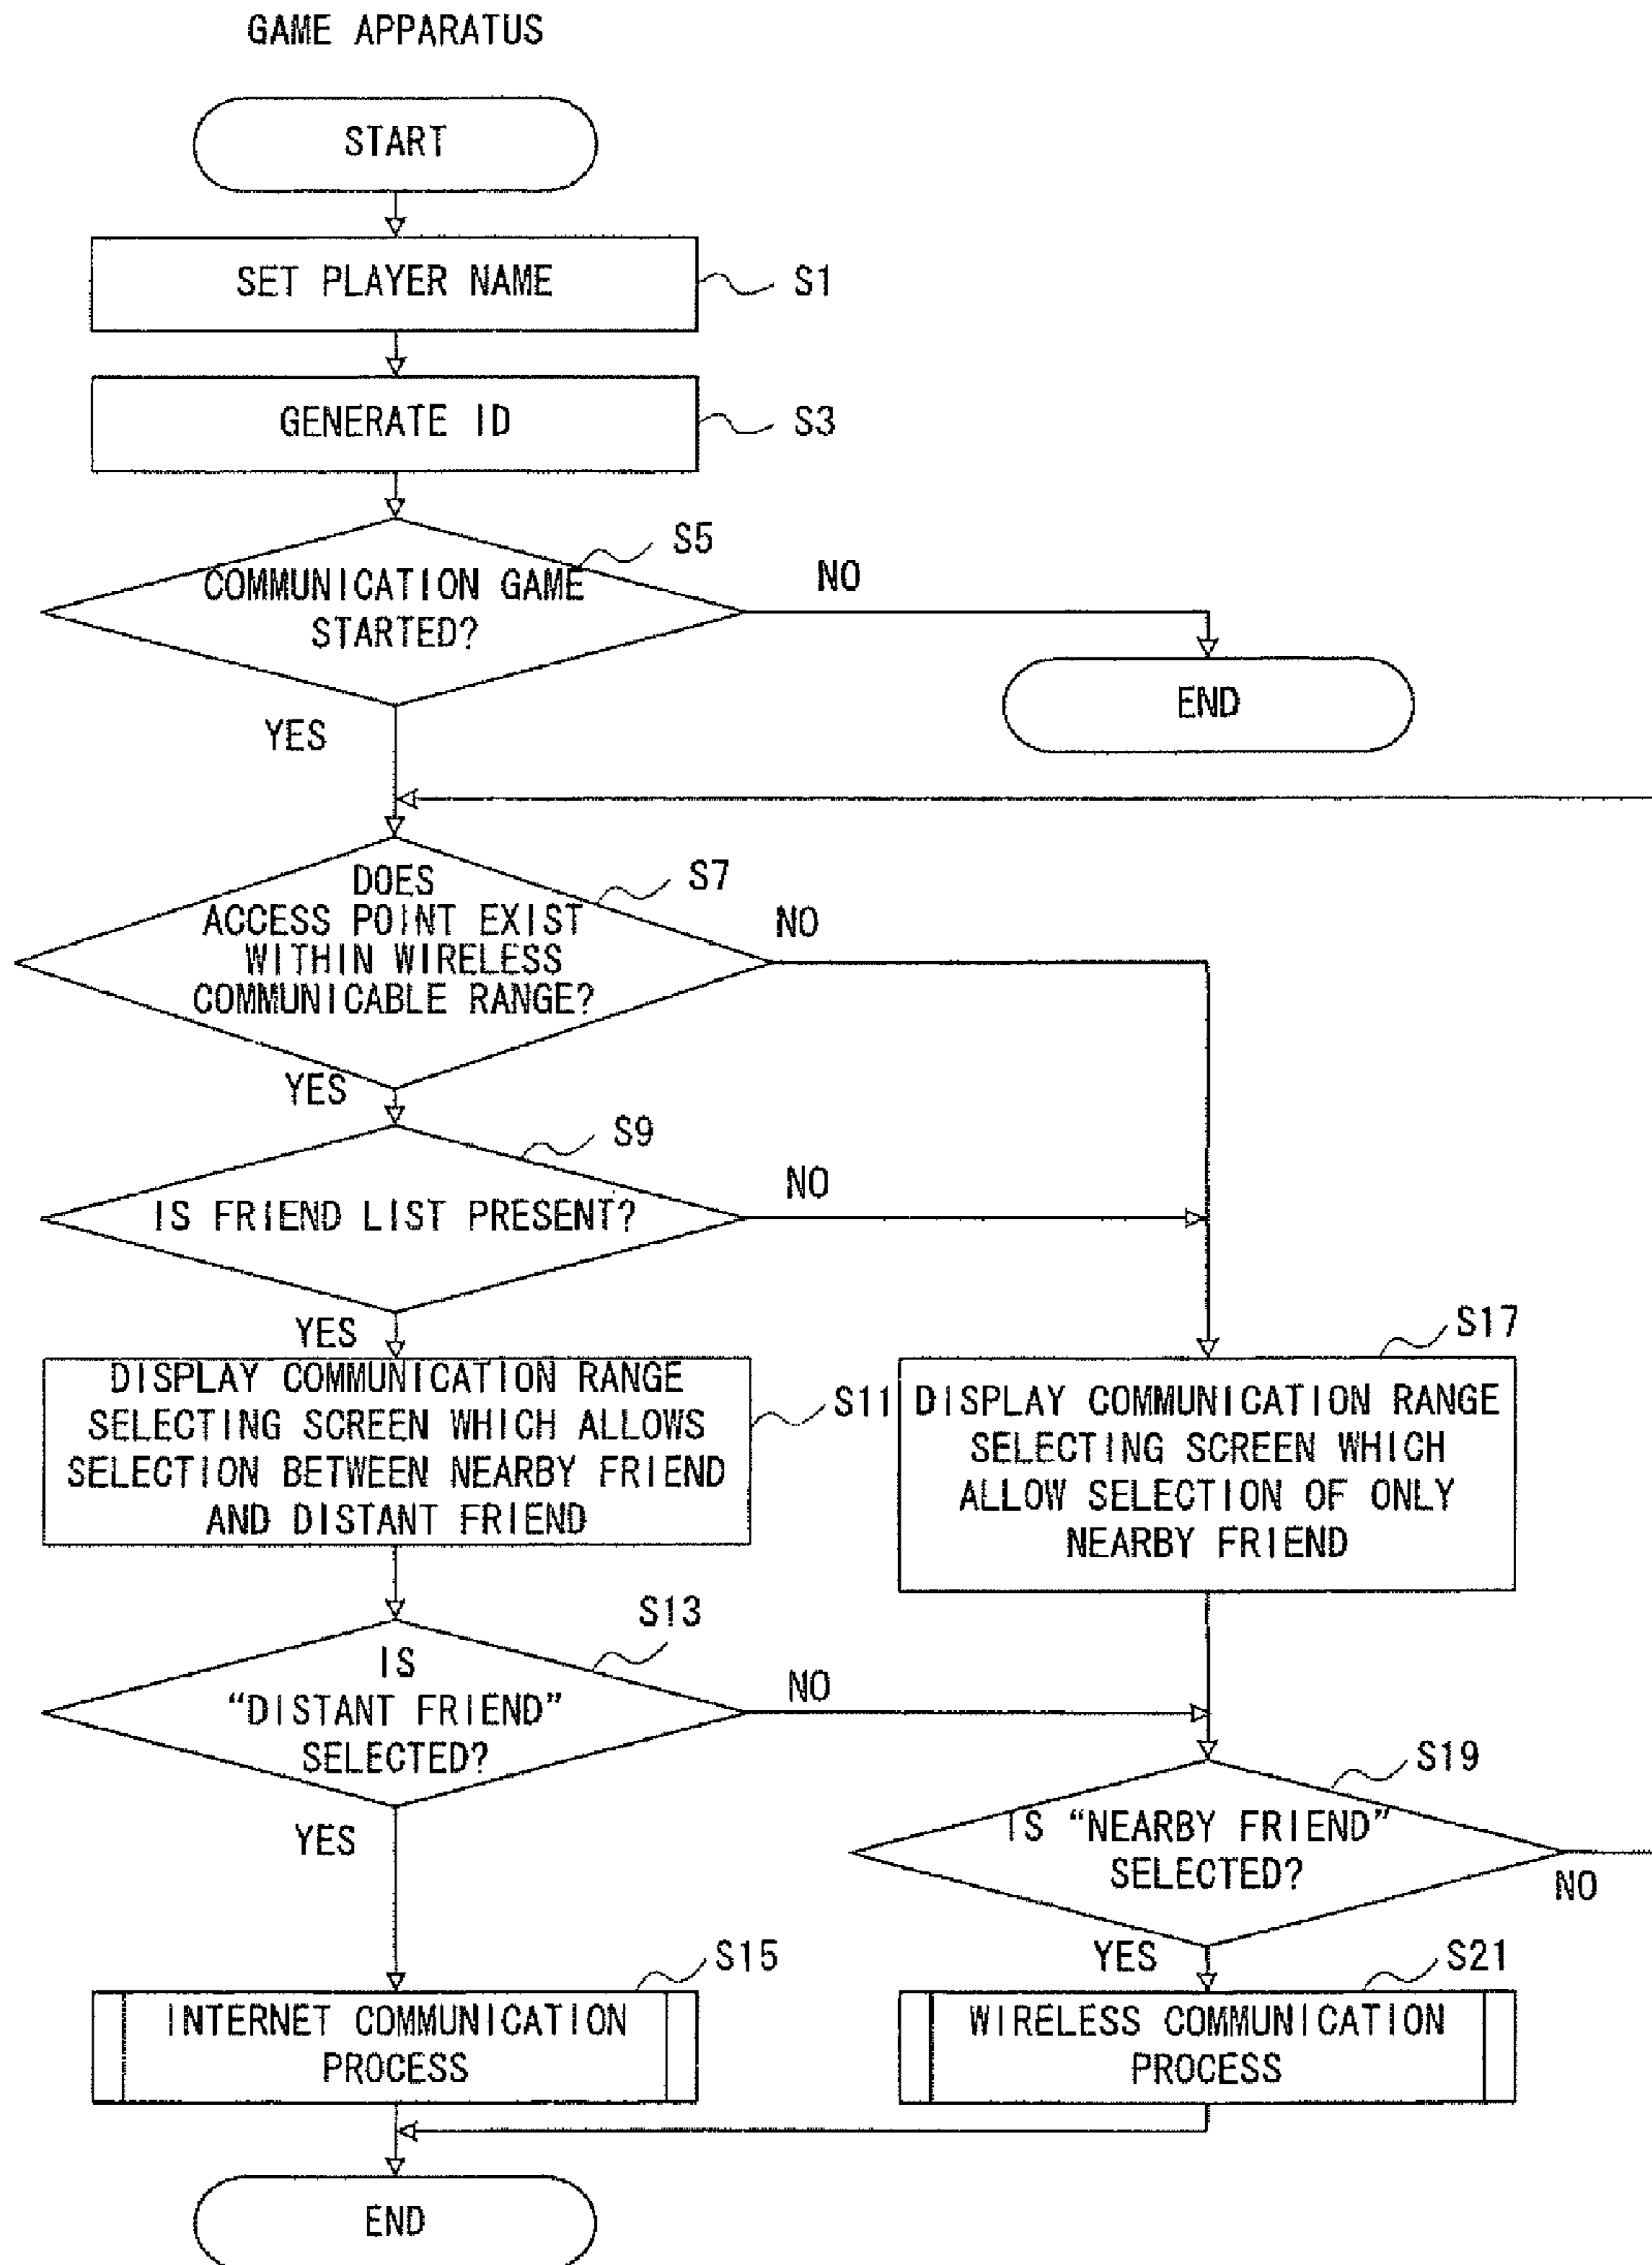 GAME APPARATUS
START
SET PLAYER NAME
S1
GENERATE ID
S3
S5
COMMUNICATION GAME
STARTED?
NO
END
YES
S7
DOES
ACCESS POINT EXIST
WITHIN WIRELESS
COMMUNICABLE RANGE?
NO
YES
S9
IS FRIEND LIST PRESENT?
NO
YES
S11
DISPLAY COMMUNICATION RANGE
SELECTING SCREEN WHICH ALLOWS
SELECTION BETWEEN NEARBY FRIEND
AND DISTANT FRIEND
S17
DISPLAY COMMUNICATION RANGE
SELECTING SCREEN WHICH
ALLOW SELECTION OF ONLY
NEARBY FRIEND
S13
IS
“DISTANT FRIEND”
SELECTED?
NO
YES
S19
IS “NEARBY FRIEND”
SELECTED?
NO
YES
S15
INTERNET COMMUNICATION
PROCESS
S21
WIRELESS COMMUNICATION
PROCESS
END